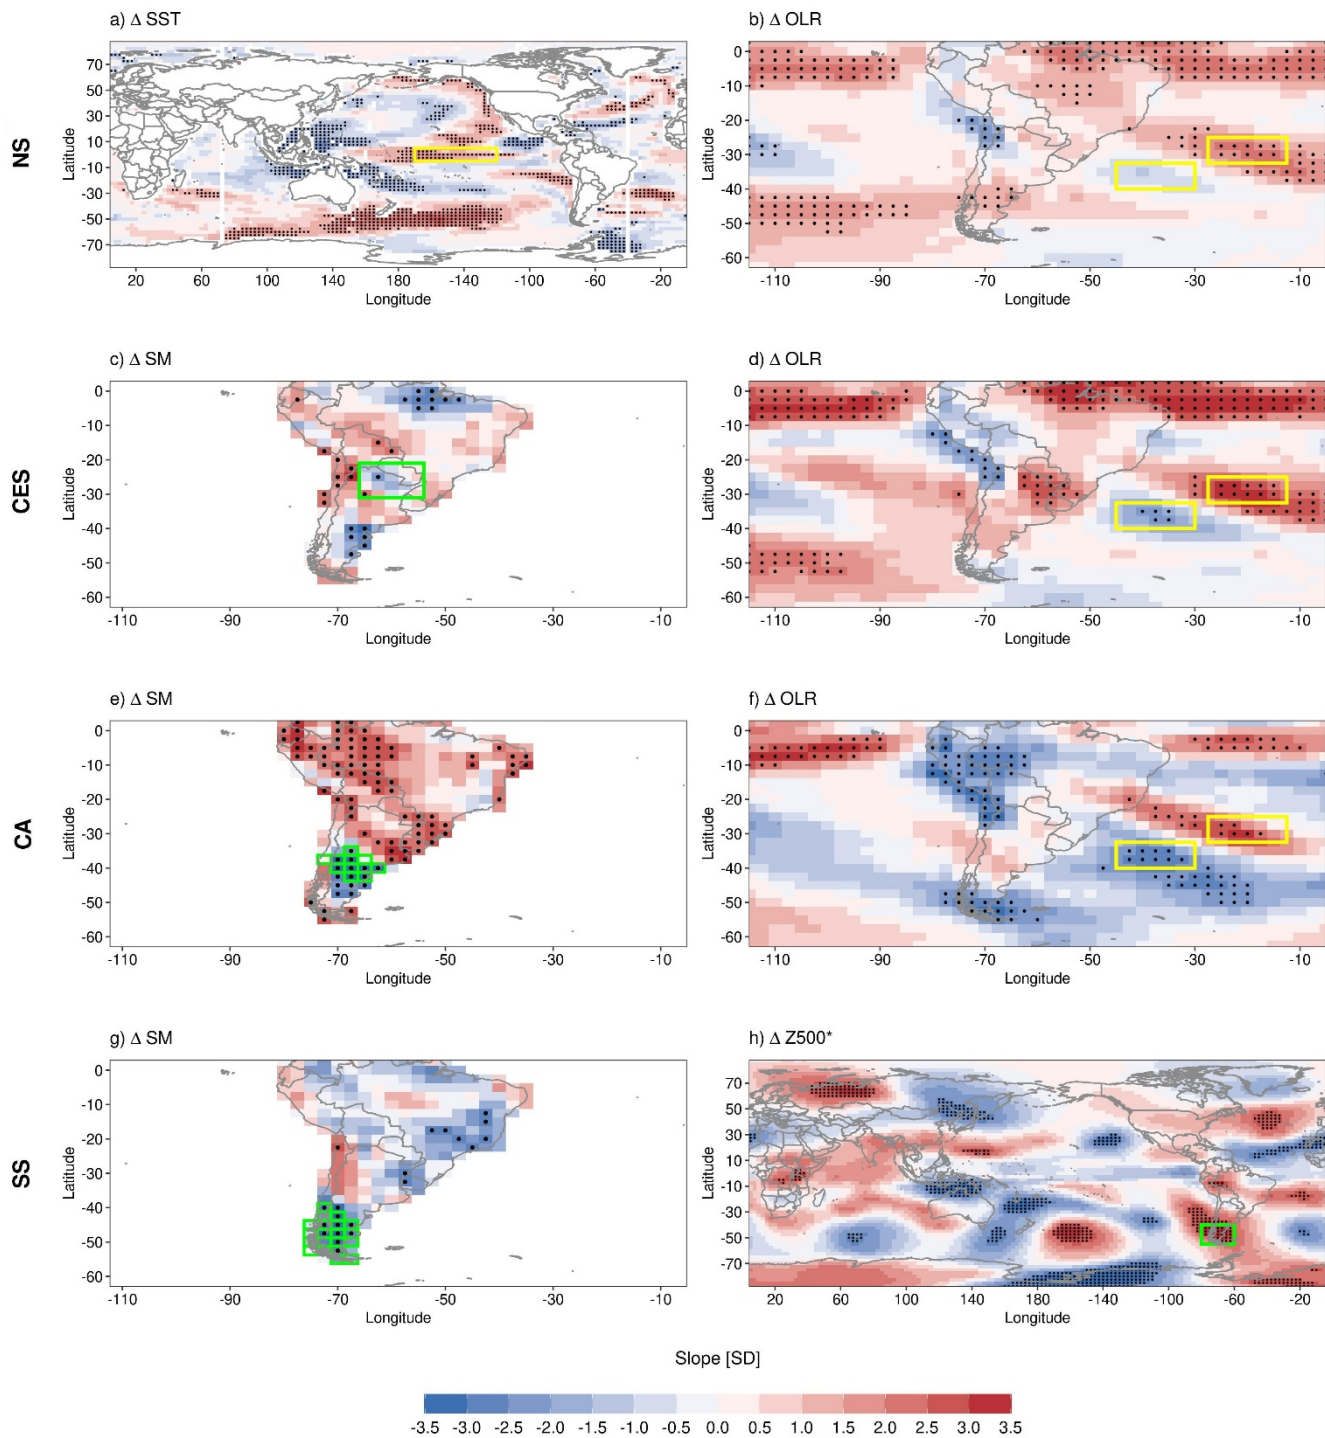 a) Δ SST
b) Δ OLR
NS
Latitude
70
50
30
10
-10
-30
-50
-70
20 60 100 140 180 -140 -100 -60 -20
Longitude
Latitude
0
-10
-20
-30
-40
-50
-60
-110 -90 -70 -50 -30 -10
Longitude
c) Δ SM
d) Δ OLR
CES
Latitude
0
-10
-20
-30
-40
-50
-60
-110 -90 -70 -50 -30 -10
Longitude
Latitude
0
-10
-20
-30
-40
-50
-60
-110 -90 -70 -50 -30 -10
Longitude
e) Δ SM
f) Δ OLR
CA
Latitude
0
-10
-20
-30
-40
-50
-60
-110 -90 -70 -50 -30 -10
Longitude
Latitude
0
-10
-20
-30
-40
-50
-60
-110 -90 -70 -50 -30 -10
Longitude
g) Δ SM
h) Δ Z500*
SS
Latitude
0
-10
-20
-30
-40
-50
-60
-110 -90 -70 -50 -30 -10
Longitude
Latitude
70
50
30
10
-10
-30
-50
-70
20 60 100 140 180 -140 -100 -60 -20
Longitude
Slope [SD]
-3.5 -3.0 -2.5 -2.0 -1.5 -1.0 -0.5 0.0 0.5 1.0 1.5 2.0 2.5 3.0 3.5